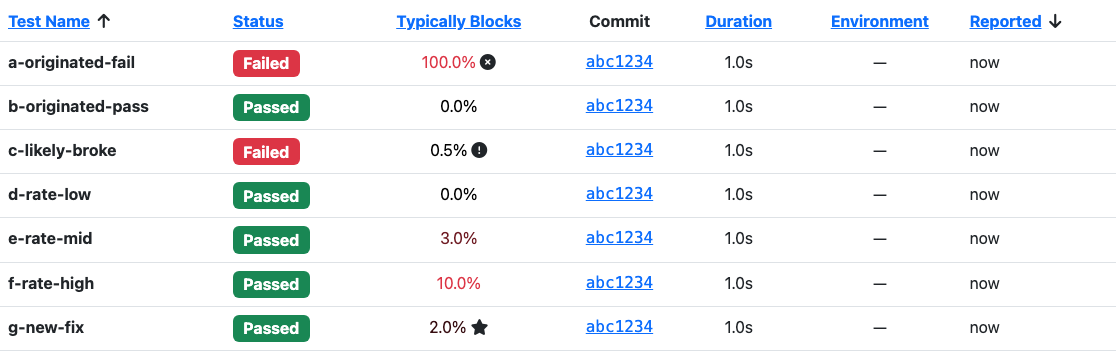 Test Name ↑ Status Typically Blocks Commit Duration Environment Reported ↓
a-originated-fail Failed 100.0% abc1234 1.0s — now
b-originated-pass Passed 0.0% abc1234 1.0s — now
c-likely-broke Failed 0.5% abc1234 1.0s — now
d-rate-low Passed 0.0% abc1234 1.0s — now
e-rate-mid Passed 3.0% abc1234 1.0s — now
f-rate-high Passed 10.0% abc1234 1.0s — now
g-new-fix Passed 2.0% abc1234 1.0s — now